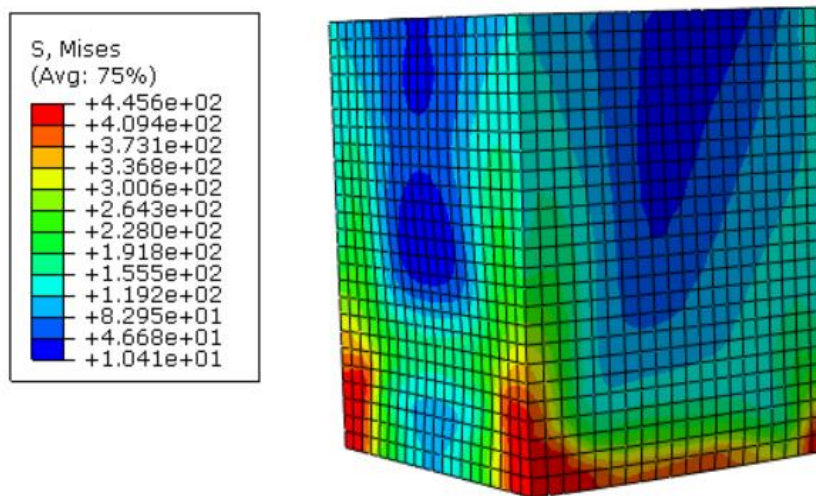 S, Mises
(Avg: 75%)
+4.456e+02
+4.094e+02
+3.731e+02
+3.368e+02
+3.006e+02
+2.643e+02
+2.280e+02
+1.918e+02
+1.555e+02
+1.192e+02
+8.295e+01
+4.668e+01
+1.041e+01